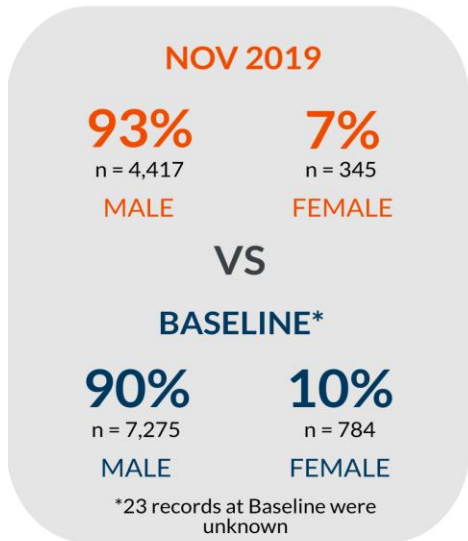 NOV 2019
93% 7%
n = 4,417 n = 345
MALE FEMALE
VS
BASELINE*
90% 10%
n = 7,275 n = 784
MALE FEMALE
*23 records at Baseline were
unknown